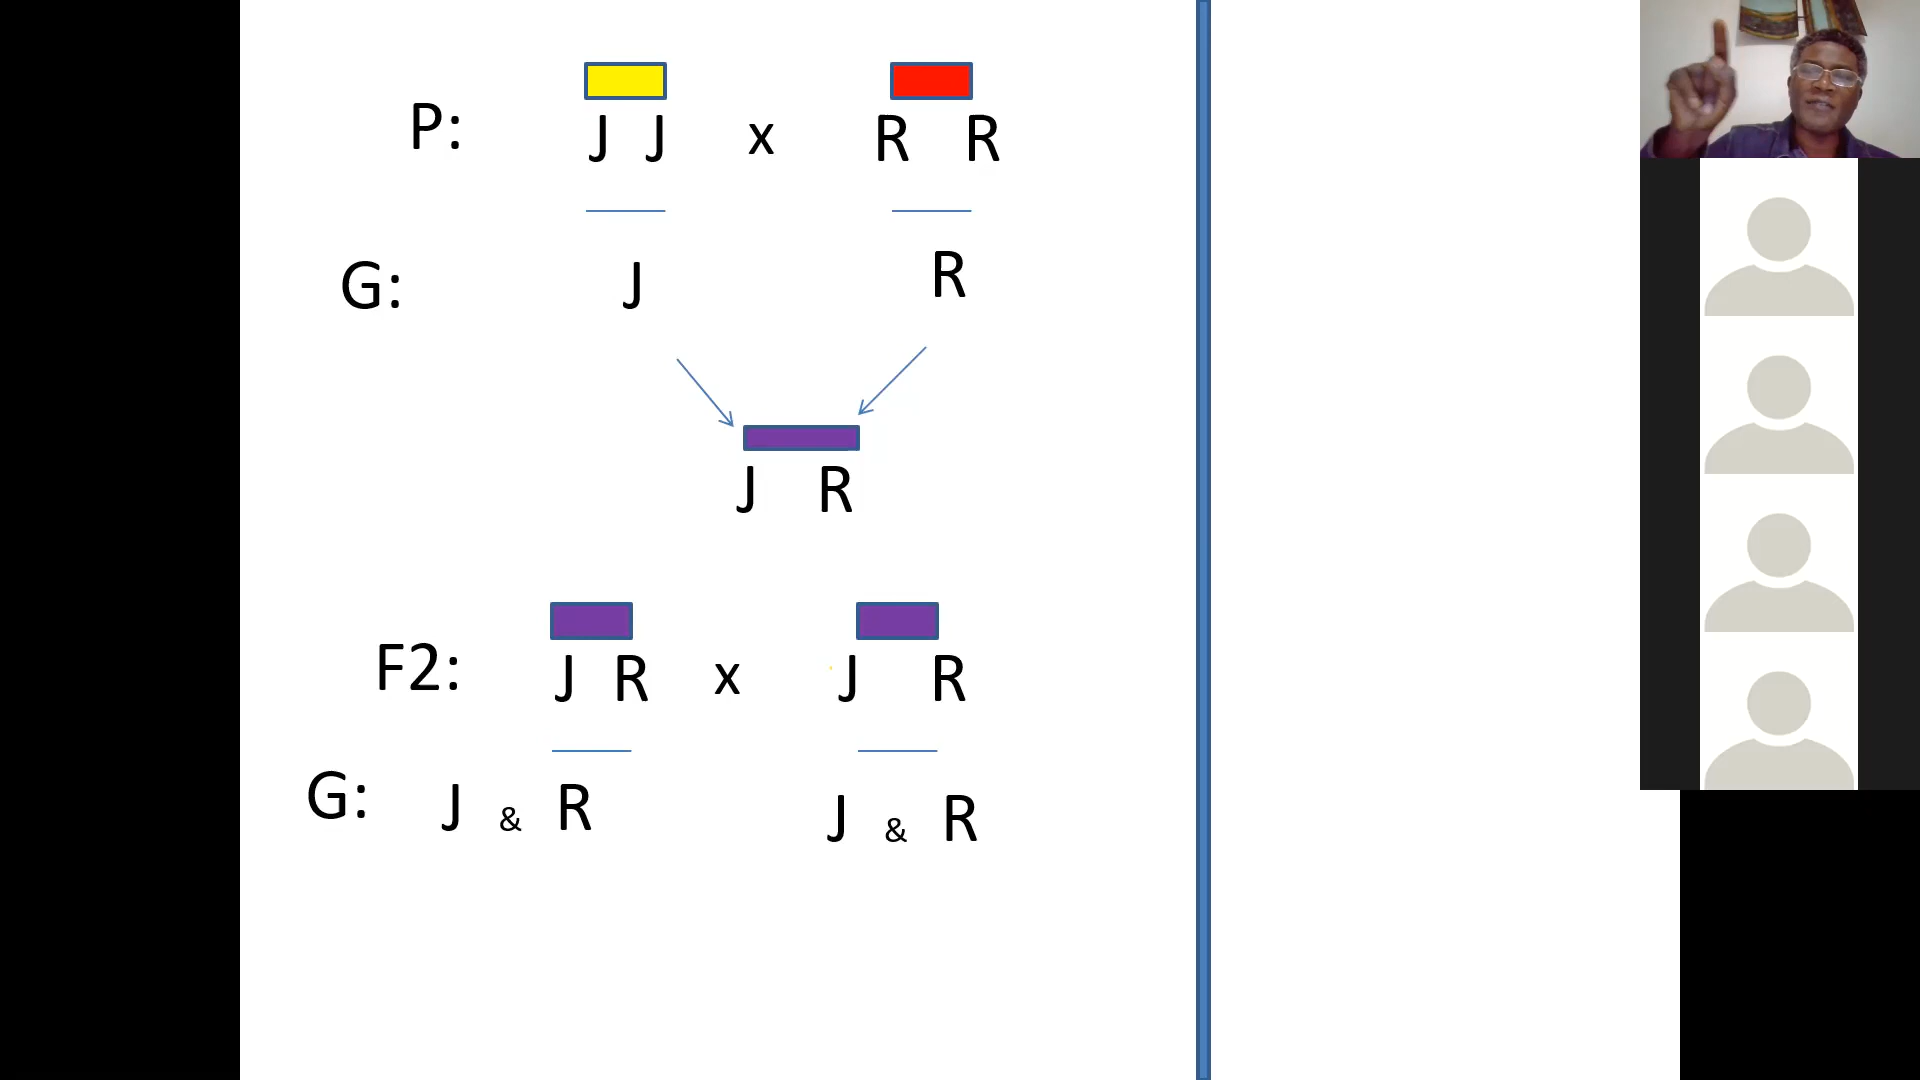 P: J J x R R
G: J R
J R
F2: J R x J R
G: J & R J & R